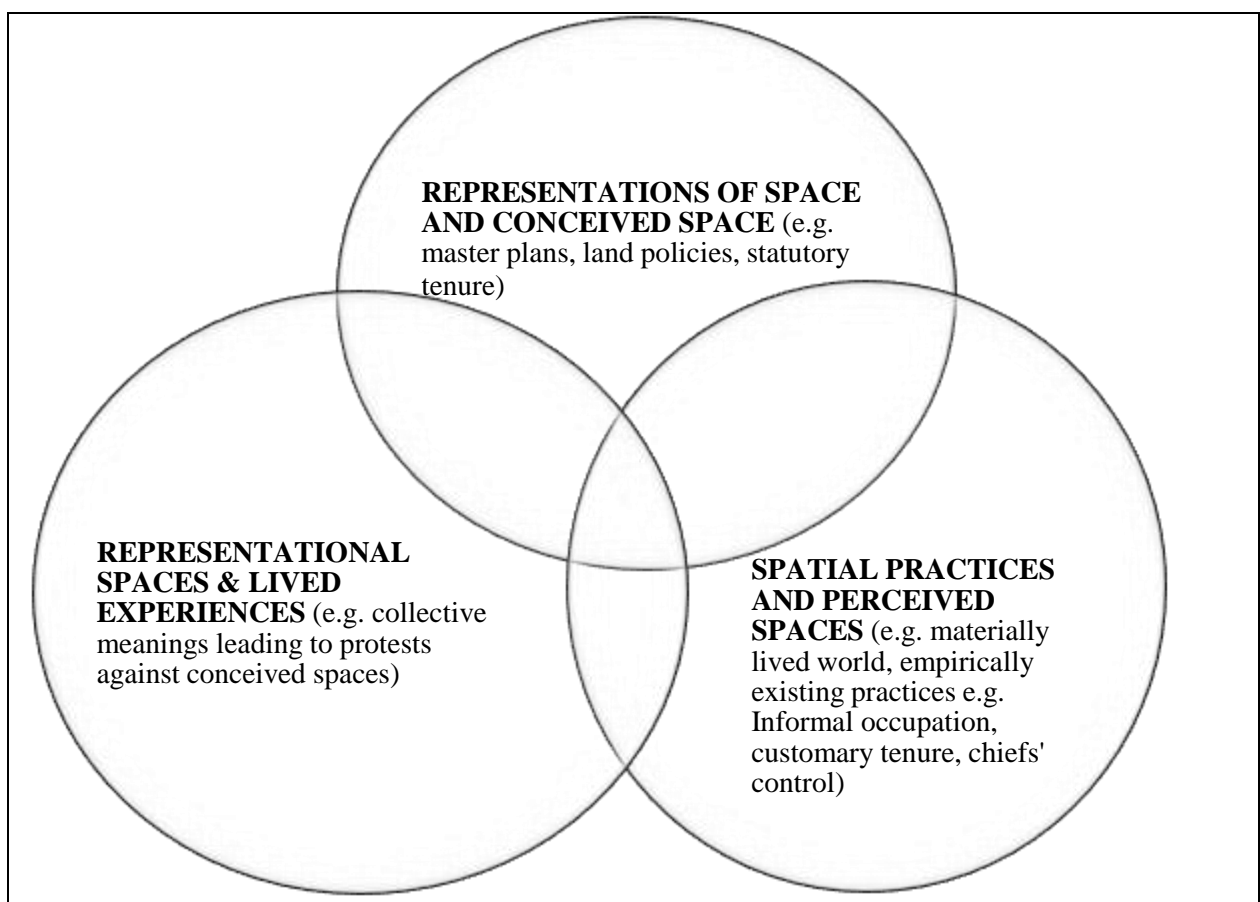 REPRESENTATIONS OF SPACE
AND CONCEIVED SPACE (e.g.
master plans, land policies, statutory
tenure)
REPRESENTATIONAL
SPACES & LIVED
EXPERIENCES (e.g. collective
meanings leading to protests
against conceived spaces)
SPATIAL PRACTICES
AND PERCEIVED
SPACES (e.g. materially
lived world, empirically
existing practices e.g.
Informal occupation,
customary tenure, chiefs'
control)